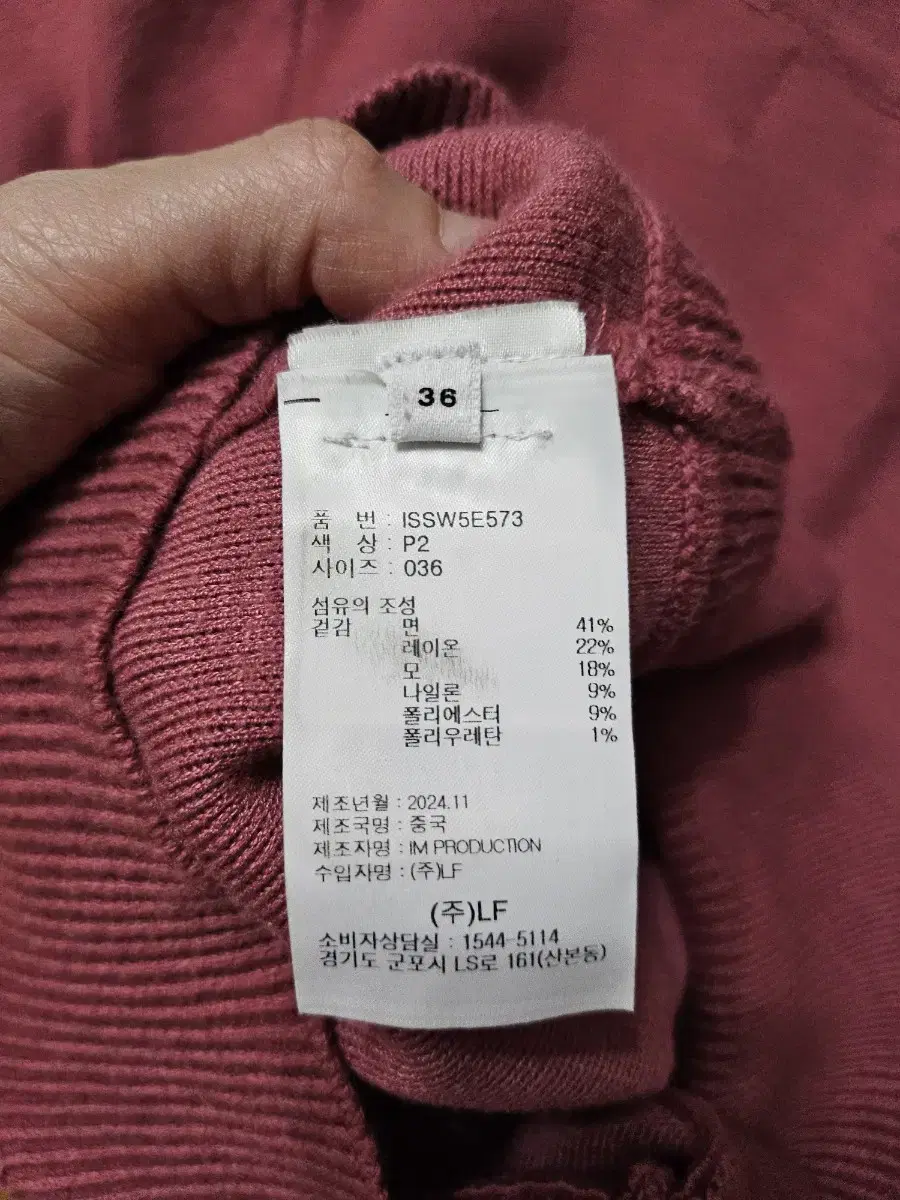 36
품 번 : ISSW5E573
색 상 : P2
사이즈 : 036
섬유의 조성
겉감 면 41%
레이온 22%
모 18%
나일론 9%
폴리에스터 9%
폴리우레탄 1%
제조년월 : 2024.11
제조국명 : 중국
제조자명 : IM PRODUCTION
수입자명 : (주)LF
(주)LF
소비자상담실 : 1544-5114
경기도 군포시 LS로 161(산본동)